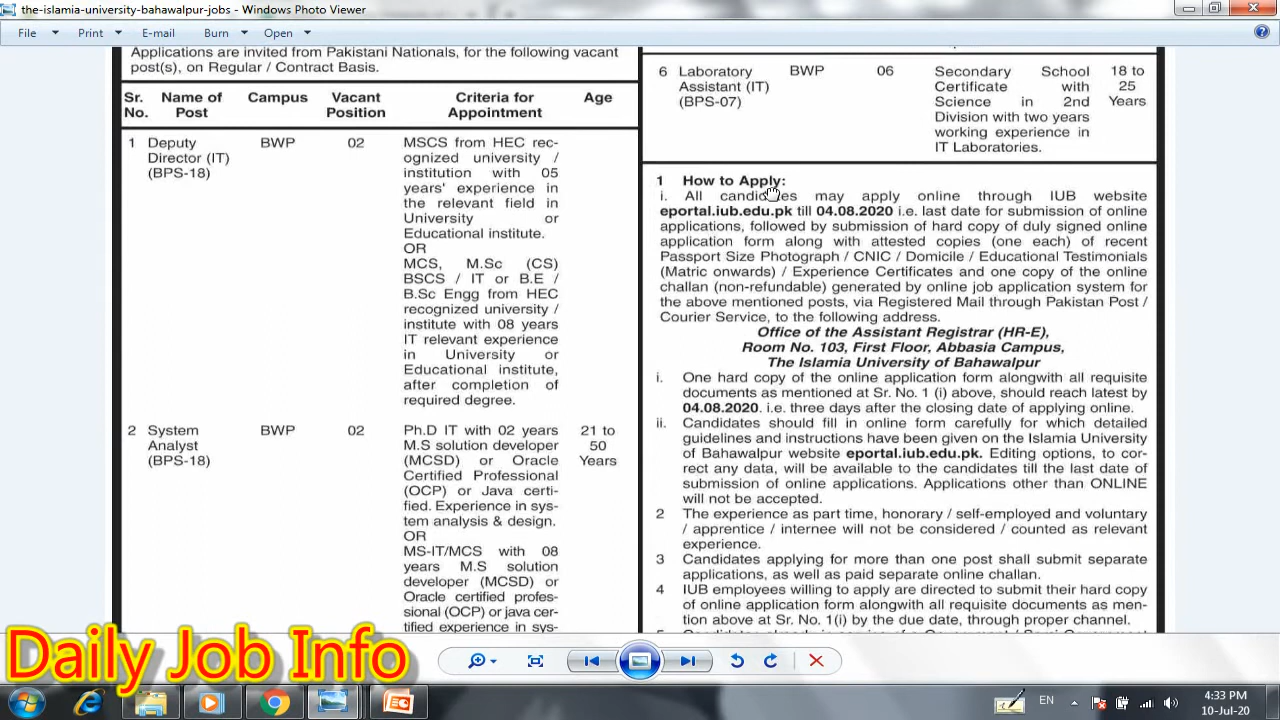 the-islamia-university-bahawalpur-jobs - Windows Photo Viewer
File Print E-mail Burn Open
Applications are invited from Pakistani Nationals, for the following vacant
post(s), on Regular / Contract Basis.
Sr. Name of Campus Vacant Criteria for Age
No. Post Position Appointment
1 Deputy BWP 02 MSCS from HEC rec-
Director (IT) ognized university /
(BPS-18) institution with 05
years' experience in
the relevant field in
University or
Educational institute.
OR
MCS, M.Sc (CS)
BSCS / IT or B.E /
B.Sc Engg from HEC
recognized university /
institute with 08 years
IT relevant experience
in University or
Educational institute,
after completion of
required degree.
2 System BWP 02 Ph.D IT with 02 years 21 to
Analyst M.S solution developer 50
(BPS-18) (MCSD) or Oracle Years
Certified Professional
(OCP) or Java certi-
fied. Experience in sys-
tem analysis & design.
OR
MS-IT/MCS with 08
years M.S solution
developer (MCSD) or
Oracle certified profes-
sional (OCP) or java cer-
tified experience in sys-
6 Laboratory BWP 06 Secondary School 18 to
Assistant (IT) Certificate with 25
(BPS-07) Science in 2nd Years
Division with two years
working experience in
IT Laboratories.
1 How to Apply:
i. All candidates may apply online through IUB website
eportal.iub.edu.pk till 04.08.2020 i.e. last date for submission of online
applications, followed by submission of hard copy of duly signed online
application form along with attested copies (one each) of recent
Passport Size Photograph / CNIC / Domicile / Educational Testimonials
(Matric onwards) / Experience Certificates and one copy of the online
challan (non-refundable) generated by online job application system for
the above mentioned posts, via Registered Mail through Pakistan Post /
Courier Service, to the following address.
Office of the Assistant Registrar (HR-E),
Room No. 103, First Floor, Abbasia Campus,
The Islamia University of Bahawalpur
i. One hard copy of the online application form alongwith all requisite
documents as mentioned at Sr. No. 1 (i) above, should reach latest by
04.08.2020. i.e. three days after the closing date of applying online.
ii. Candidates should fill in online form carefully for which detailed
guidelines and instructions have been given on the Islamia University
of Bahawalpur website eportal.iub.edu.pk. Editing options, to cor-
rect any data, will be available to the candidates till the last date of
submission of online applications. Applications other than ONLINE
will not be accepted.
2 The experience as part time, honorary / self-employed and voluntary
/ apprentice / internee will not be considered / counted as relevant
experience.
3 Candidates applying for more than one post shall submit separate
applications, as well as paid separate online challan.
4 IUB employees willing to apply are directed to submit their hard copy
of online application form alongwith all requisite documents as men-
tion above at Sr. No. 1(i) by the due date, through proper channel.
Daily Job Info
EN
4:33 PM
10-Jul-20